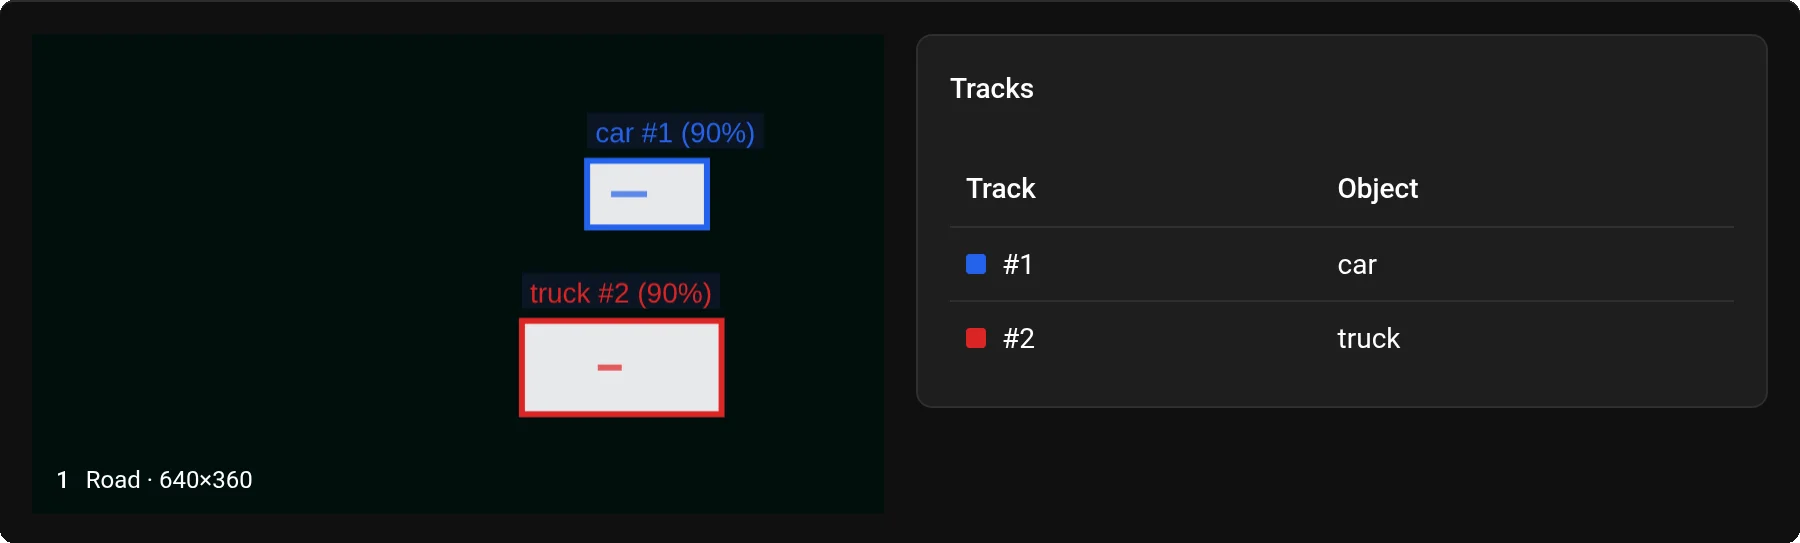 car #1 (90%)
truck #2 (90%)
1 Road · 640×360
Tracks
Track Object
#1 car
#2 truck